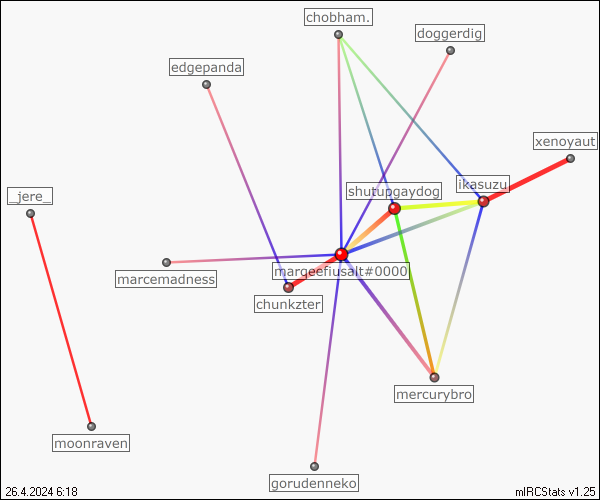 chobham.
doggerdig
edgepanda
xenoyaut
ikasuzu
shutupgaydog
_jere_
marqeefiusalt#0000
marcemadness
chunkzter
mercurybro
moonraven
gorudenneko
26.4.2024 6:18
mIRCStats v1.25